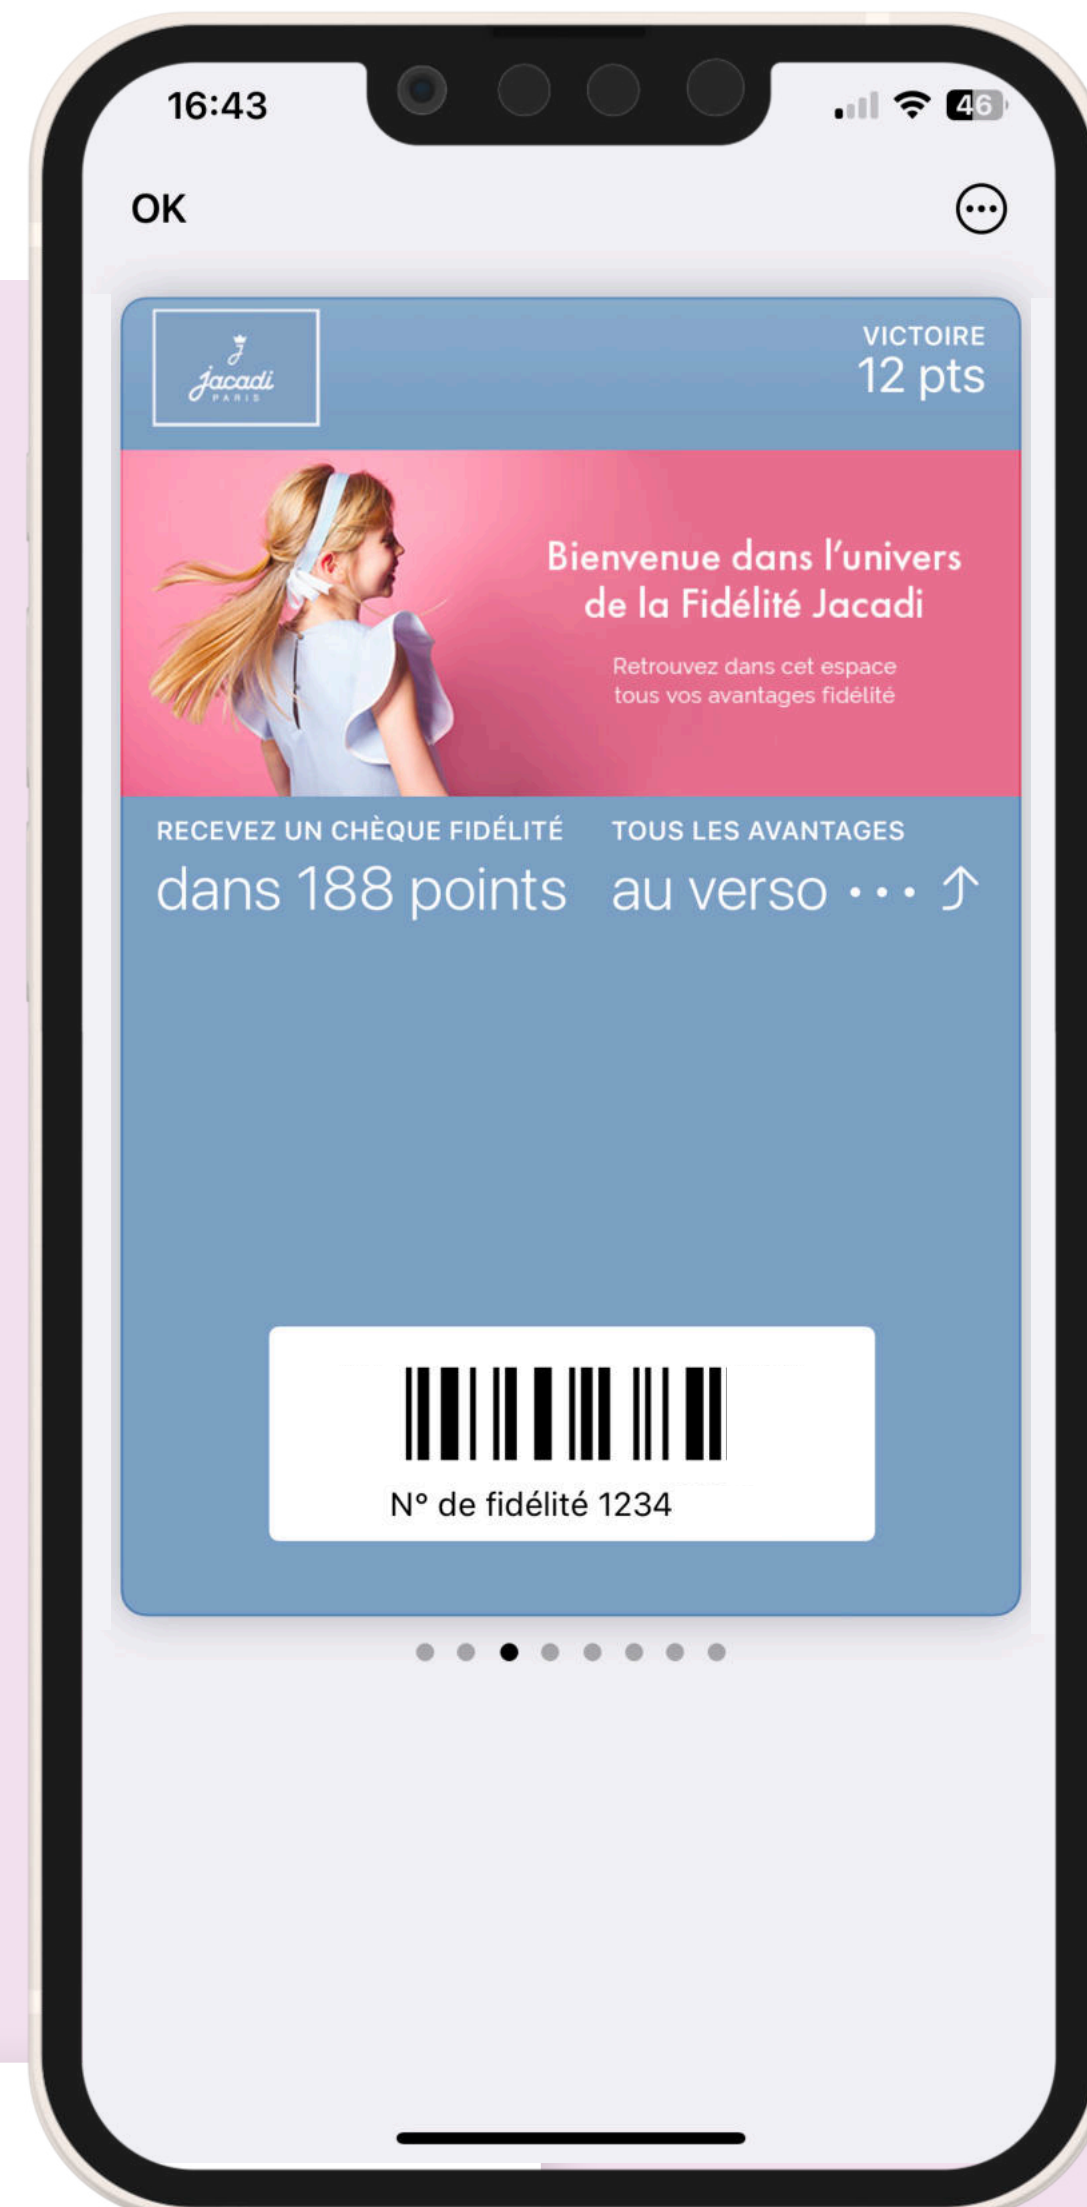 16:43
46
OK
J
jacadi
PARIS
VICTOIRE
12 pts
Bienvenue dans l'univers
de la Fidélité Jacadi
Retrouvez dans cet espace
tous vos avantages fidélité
RECEVEZ UN CHÈQUE FIDÉLITÉ
dans 188 points
TOUS LES AVANTAGES
au verso ••• ⤴
N° de fidélité 1234